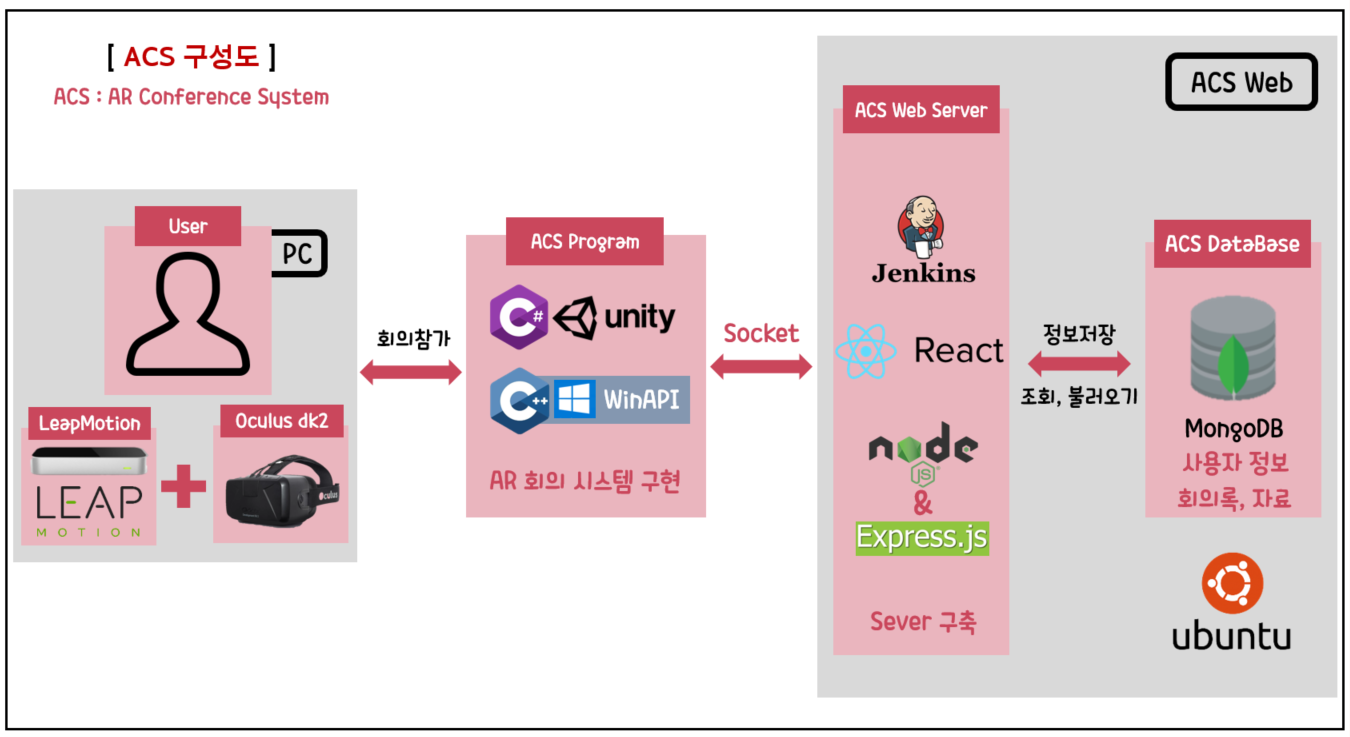 [ ACS 구성도 ]
ACS : AR Conference System
User
PC
LeapMotion
LEAP
MOTION
Oculus dk2
Oculus
회의참가
ACS Program
C#
unity
C++
WinAPI
AR 회의 시스템 구현
Socket
ACS Web
ACS Web Server
Jenkins
React
node
JS
&
Express.js
Sever 구축
정보저장
조회, 불러오기
ACS DataBase
MongoDB
사용자 정보
회의록, 자료
ubuntu